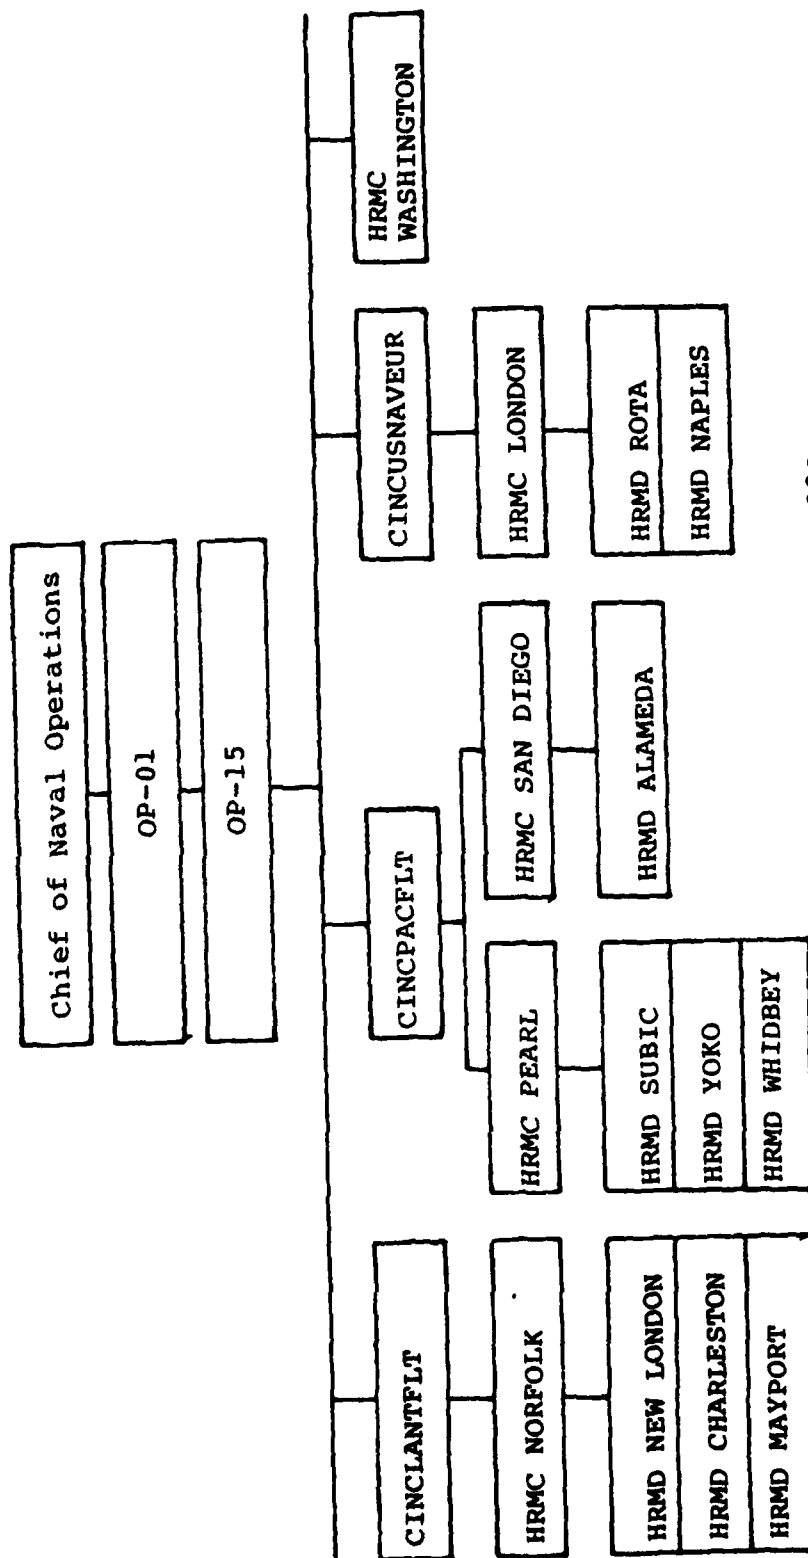 Chief of Naval Operations
OP-01
OP-15
CINCLANTFLT
CINCPACFLT
CINCUSNAVEUR
HRMC
WASHINGTON
HRMC NORFOLK
HRMC PEARL
HRMC SAN DIEGO
HRMC LONDON
HRMD NEW LONDON
HRMD CHARLESTON
HRMD MAYPORT
HRMD SUBIC
HRMD YOKO
HRMD WHIDBEY
HRMD ALAMEDA
HRMD ROTA
HRMD NAPLES